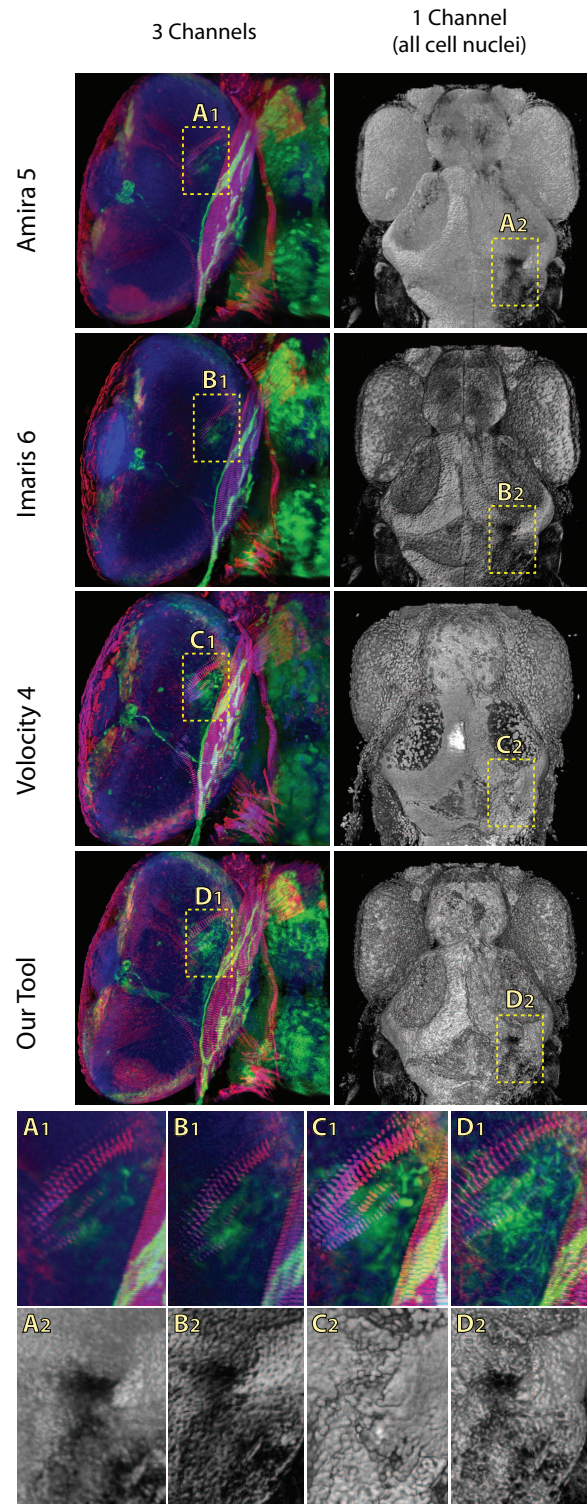 3 Channels
1 Channel
(all cell nuclei)
Amira 5
A1
A2
Imaris 6
B1
B2
Volocity 4
C1
C2
Our Tool
D1
D2
A1
B1
C1
D1
A2
B2
C2
D2